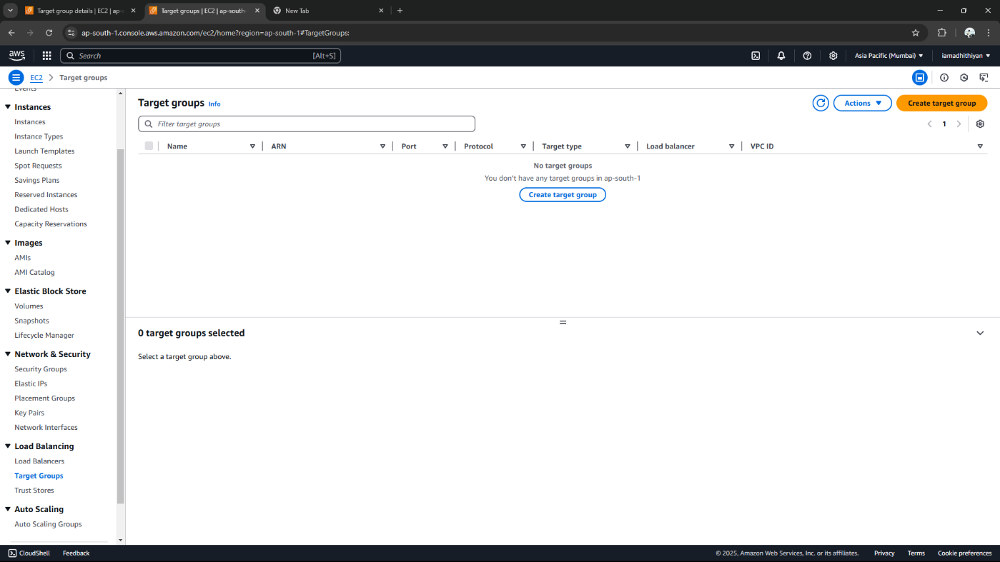 Target group details | EC2 | ap-s
Target groups | EC2 | ap-south-
New Tab
ap-south-1.console.aws.amazon.com/ec2/home?region=ap-south-1#TargetGroups:
aws
Search
[Alt+S]
Asia Pacific (Mumbai)
iamadhithiyan
EC2
Target groups
Events
Instances
Instances
Instance Types
Launch Templates
Spot Requests
Savings Plans
Reserved Instances
Dedicated Hosts
Capacity Reservations
Images
AMIs
AMI Catalog
Elastic Block Store
Volumes
Snapshots
Lifecycle Manager
Network & Security
Security Groups
Elastic IPs
Placement Groups
Key Pairs
Network Interfaces
Load Balancing
Load Balancers
Target Groups
Trust Stores
Auto Scaling
Auto Scaling Groups
Target groups Info
Actions
Create target group
Filter target groups
1
Name
ARN
Port
Protocol
Target type
Load balancer
VPC ID
No target groups
You don't have any target groups in ap-south-1
Create target group
0 target groups selected
Select a target group above.
CloudShell
Feedback
© 2025, Amazon Web Services, Inc. or its affiliates.
Privacy
Terms
Cookie preferences